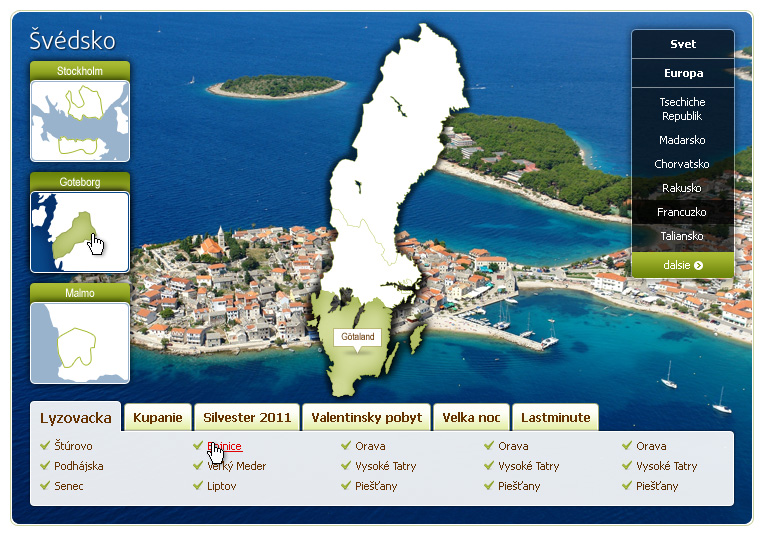 Švédsko
Stockholm
Goteborg
Malmo
Svet
Europa
Tsechiche
Republik
Madarsko
Chorvatsko
Rakusko
Francuzko
Taliansko
dalsie
Götaland
Lyzovacka
Kupanie
Silvester 2011
Valentinsky pobyt
Velka noc
Lastminute
Štúrovo
Podhájska
Senec
Meder
Liptov
Orava
Vysoké Tatry
Piešťany
Orava
Vysoké Tatry
Piešťany
Orava
Vysoké Tatry
Piešťany